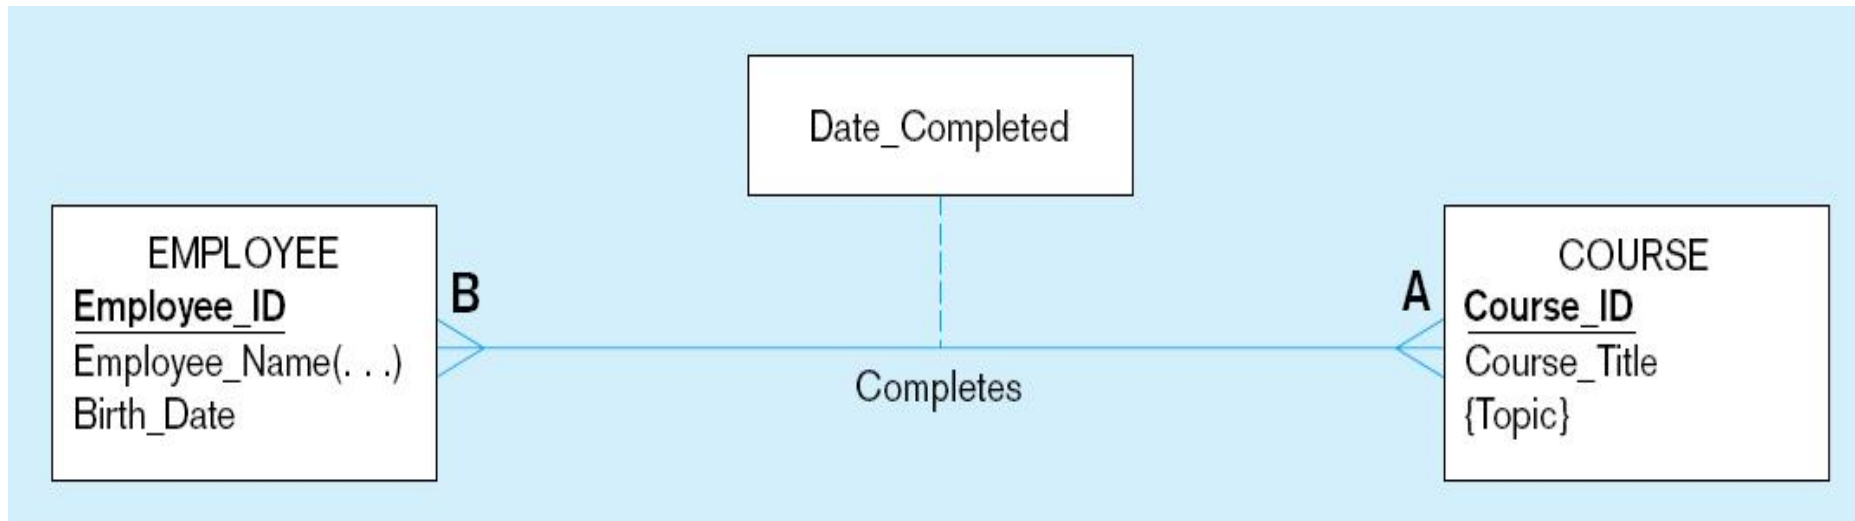 Date_Completed
EMPLOYEE
Employee_ID
Employee_Name(. . .)
Birth_Date
B
Completes
A
COURSE
Course_ID
Course_Title
{Topic}